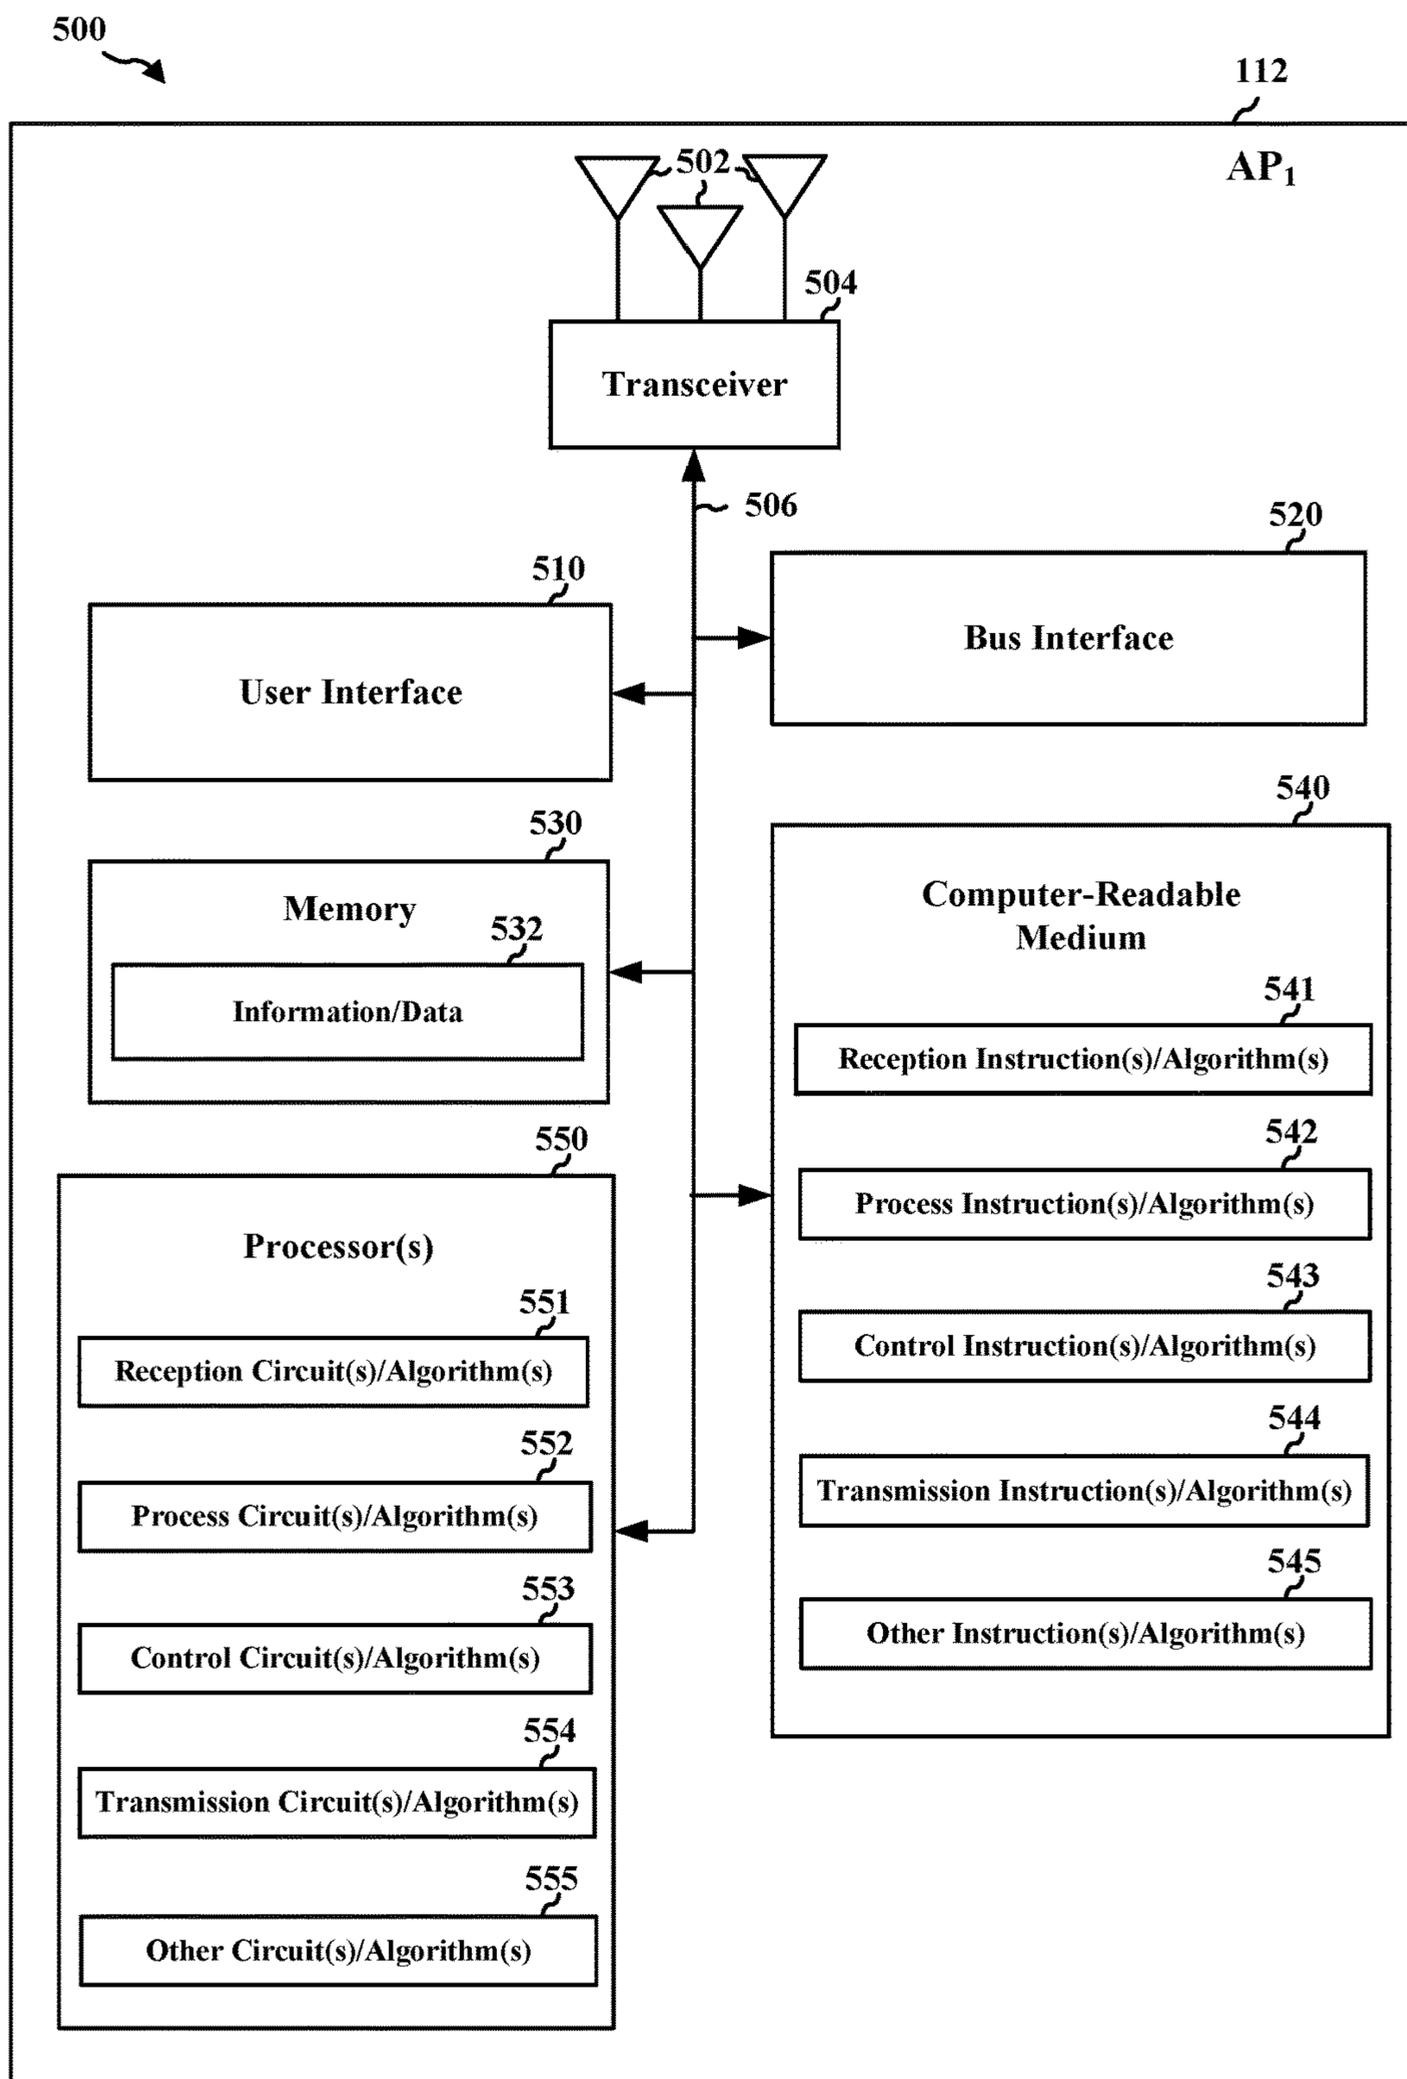 500
112
AP1
502
504
Transceiver
506
520
Bus Interface
510
User Interface
530
Memory
532
Information/Data
540
Computer-Readable
Medium
541
Reception Instruction(s)/Algorithm(s)
542
Process Instruction(s)/Algorithm(s)
543
Control Instruction(s)/Algorithm(s)
544
Transmission Instruction(s)/Algorithm(s)
545
Other Instruction(s)/Algorithm(s)
550
Processor(s)
551
Reception Circuit(s)/Algorithm(s)
552
Process Circuit(s)/Algorithm(s)
553
Control Circuit(s)/Algorithm(s)
554
Transmission Circuit(s)/Algorithm(s)
555
Other Circuit(s)/Algorithm(s)